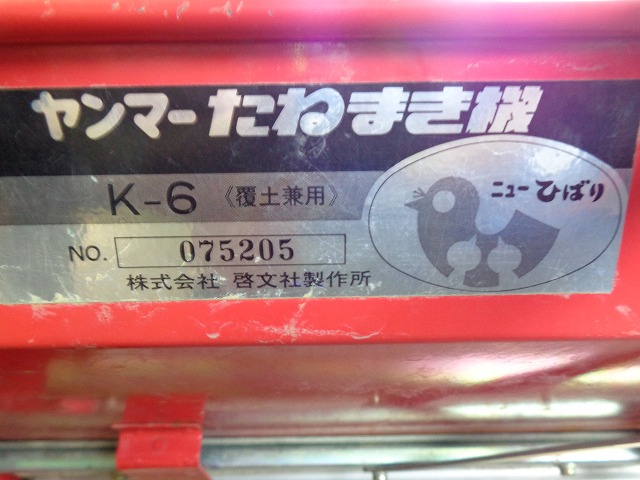 ヤンマーたねまき機
K-6《覆土兼用》
ニューひばり
NO. 075205
株式会社 啓文社製作所